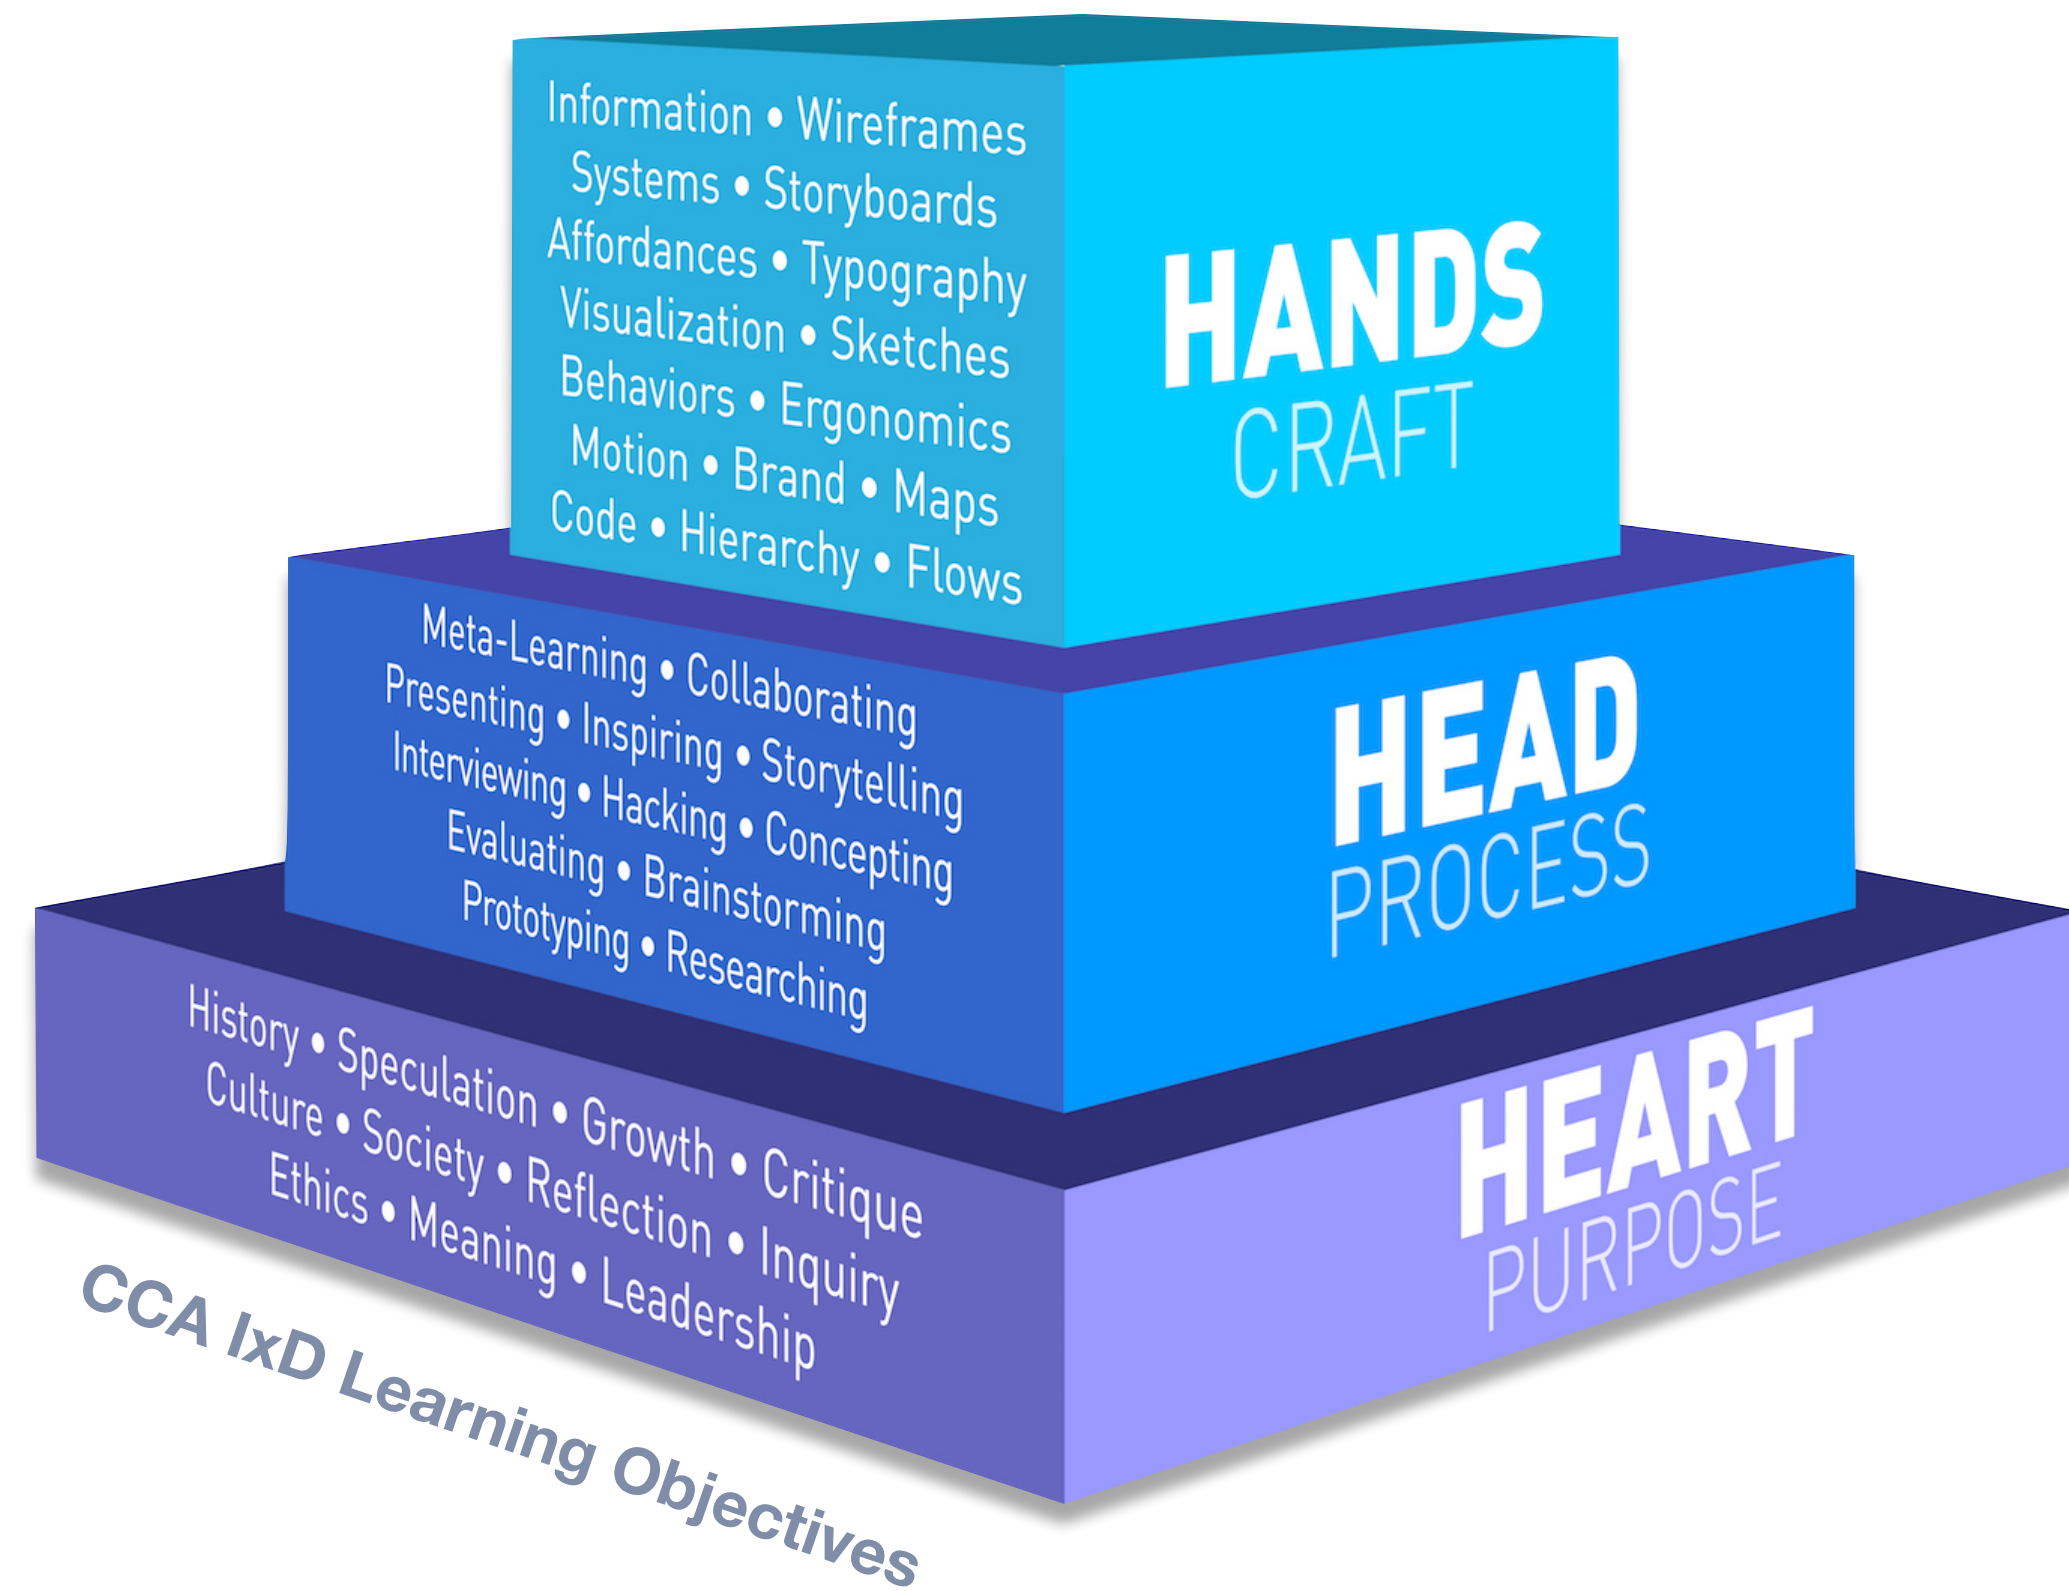 Information • Wireframes
Systems • Storyboards
Affordances • Typography
Visualization • Sketches
Behaviors • Ergonomics
Motion • Brand • Maps
Code • Hierarchy • Flows
HANDS
CRAFT
Meta-Learning • Collaborating
Presenting • Inspiring • Storytelling
Interviewing • Hacking • Concepting
Evaluating • Brainstorming
Prototyping • Researching
HEAD
PROCESS
History • Speculation • Growth • Critique
Culture • Society • Reflection • Inquiry
Ethics • Meaning • Leadership
HEART
PURPOSE
CCA IxD Learning Objectives